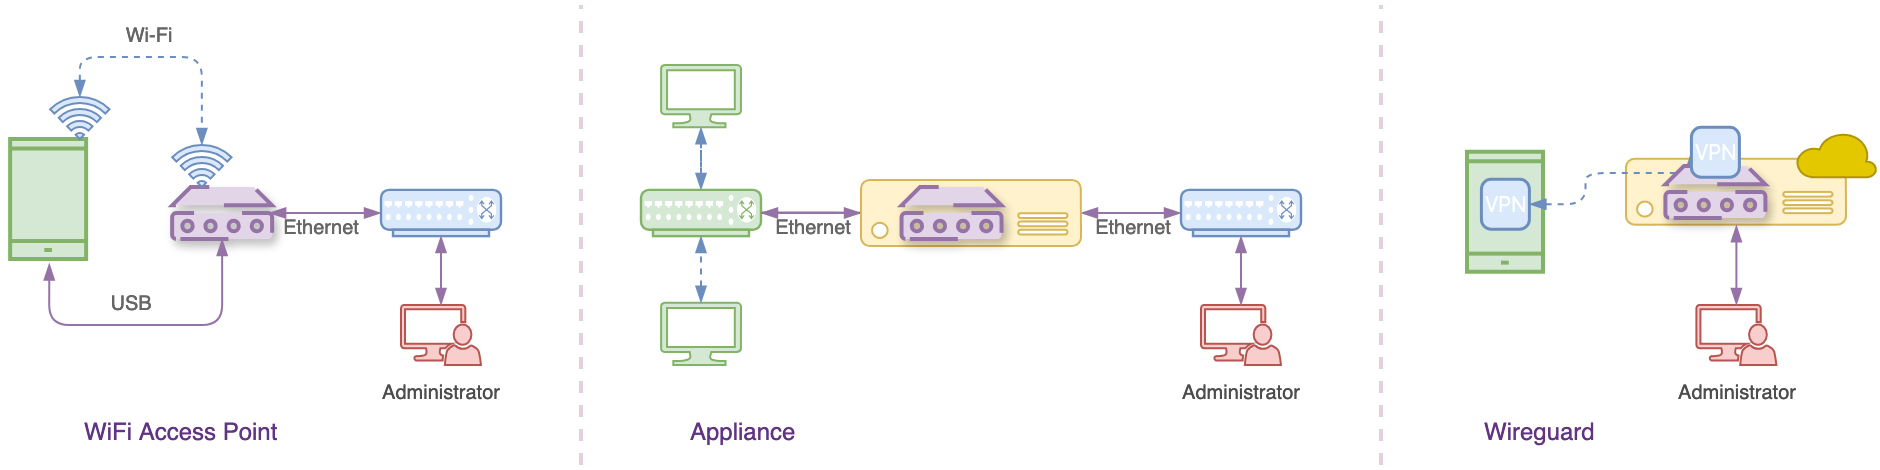 Wi-Fi
USB
Ethernet
Administrator
WiFi Access Point
Ethernet
Ethernet
Administrator
Appliance
VPN
VPN
Administrator
Wireguard